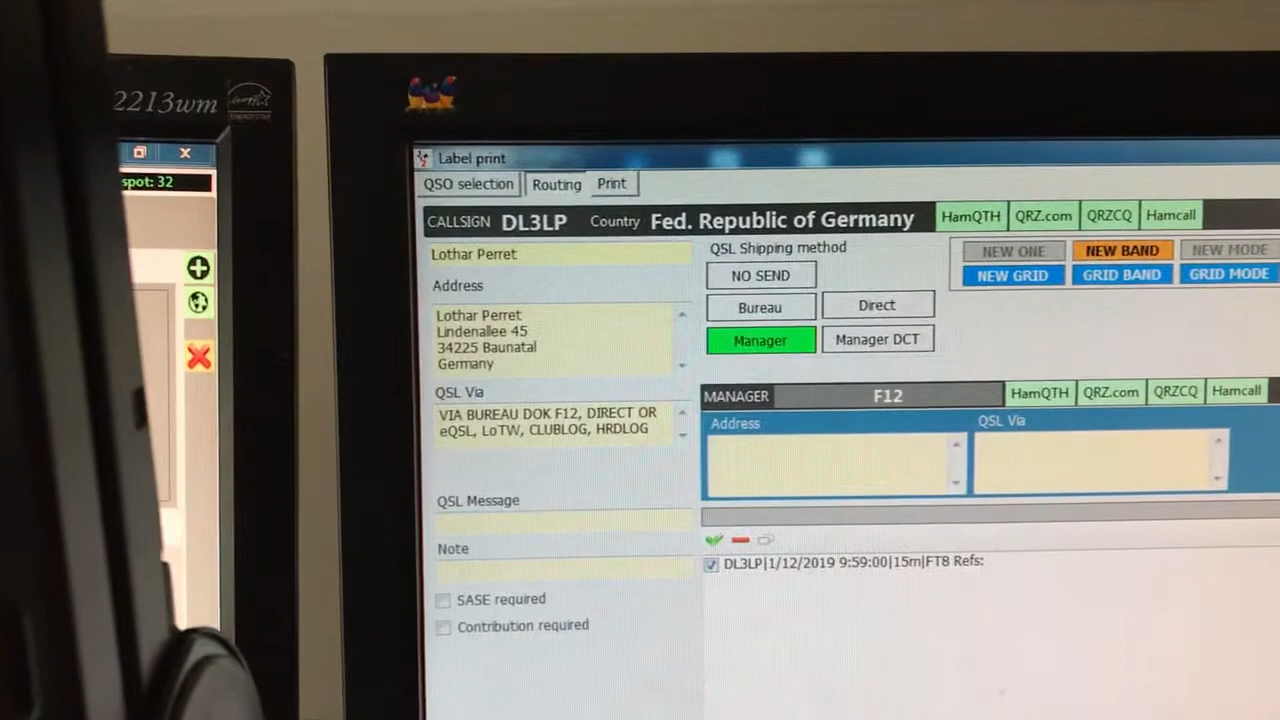 2213wm
ENERGY STAR
spot: 32
Label print
QSO selection
Routing
Print
CALLSIGN DL3LP Country Fed. Republic of Germany
HamQTH
QRZ.com
QRZCQ
Hamcall
Lothar Perret
Address
Lothar Perret
Lindenallee 45
34225 Baunatal
Germany
QSL Via
VIA BUREAU DOK F12, DIRECT OR
eQSL, LoTW, CLUBLOG, HRDLOG
QSL Message
Note
SASE required
Contribution required
QSL Shipping method
NO SEND
Bureau
Direct
Manager
Manager DCT
NEW ONE
NEW BAND
NEW MODE
NEW GRID
GRID BAND
GRID MODE
MANAGER F12
HamQTH
QRZ.com
QRZCQ
Hamcall
Address
QSL Via
DL3LP|1/12/2019 9:59:00|15m|FT8 Refs: